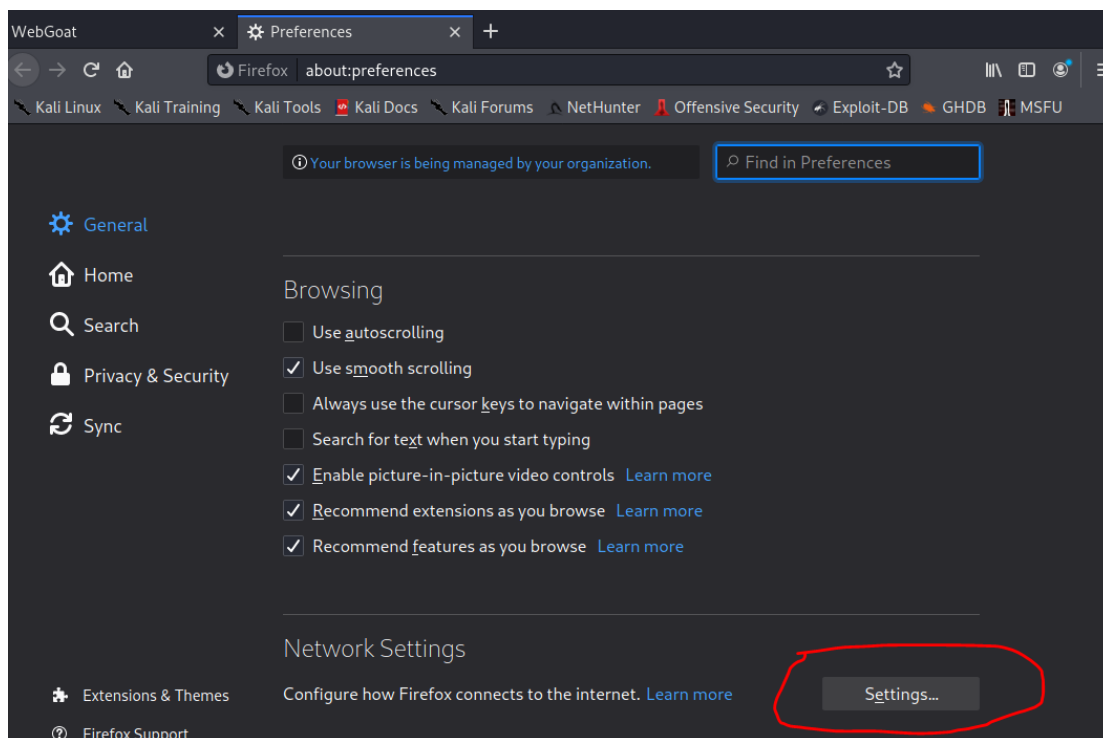 WebGoat
Preferences
Firefox about:preferences
Kali Linux Kali Training Kali Tools Kali Docs Kali Forums NetHunter Offensive Security Exploit-DB GHDB MSFU
Your browser is being managed by your organization.
Find in Preferences
General
Home
Search
Privacy & Security
Sync
Browsing
Use autoscrolling
Use smooth scrolling
Always use the cursor keys to navigate within pages
Search for text when you start typing
Enable picture-in-picture video controls Learn more
Recommend extensions as you browse Learn more
Recommend features as you browse Learn more
Network Settings
Configure how Firefox connects to the internet. Learn more
Settings...
Extensions & Themes
Firefox Support